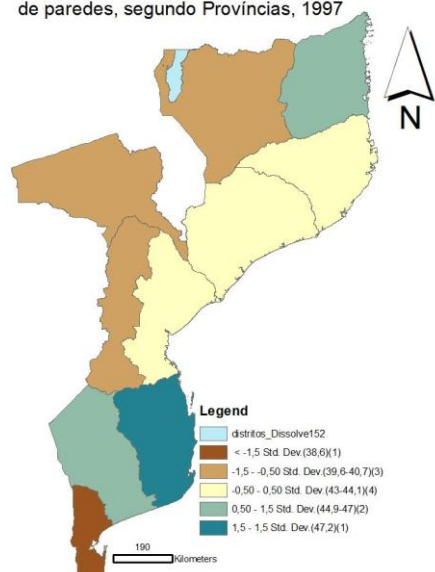 de paredes, segundo Províncias, 1997
N
Legend
distritos_Dissolve152
< -1,5 Std. Dev.(38,6)(1)
-1,5 - -0,50 Std. Dev.(39,6-40,7)(3)
-0,50 - 0,50 Std. Dev.(43-44,1)(4)
0,50 - 1,5 Std. Dev.(44,9-47)(2)
1,5 - 1,5 Std. Dev.(47,2)(1)
190
Kilometers